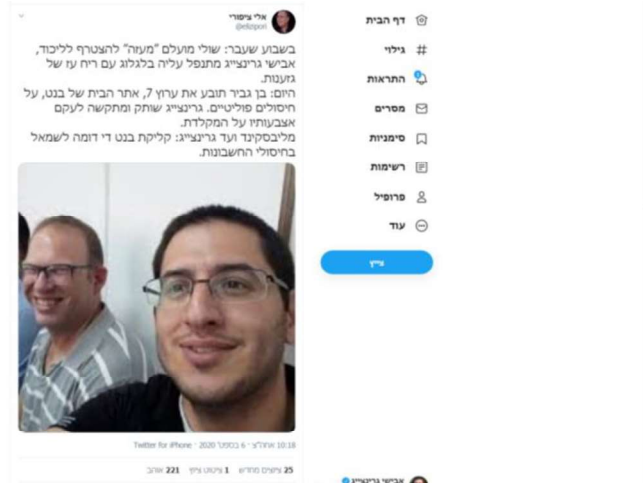 דף הבית
גילוי
התראות
מסרים
סימניות
רשימות
פרופיל
עוד
צייץ
אלי ציפורי
@elizipori
בשבוע שעבר: שולי מועלם "מעזה" להצטרף לליכוד,
אבישי גרינצייג מתנפל עליה בלגלוג עם ריח עז של
גזענות.
היום: בן גביר תובע את ערוץ 7, אתר הבית של בנט, על
חיסולים פוליטיים. גרינצייג שותק ומתקשה לעקם
אצבעותיו על המקלדת.
מליבסקינד ועד גרינצייג: קליקת בנט די דומה לשמאל
בחיסולי החשבונות.
10:18 אחה"צ · 6 בספט' 2020 · Twitter for iPhone
25 ציוצים מחדש 1 ציטוט ציוץ 221 אוהב
אבישי גרינצייג